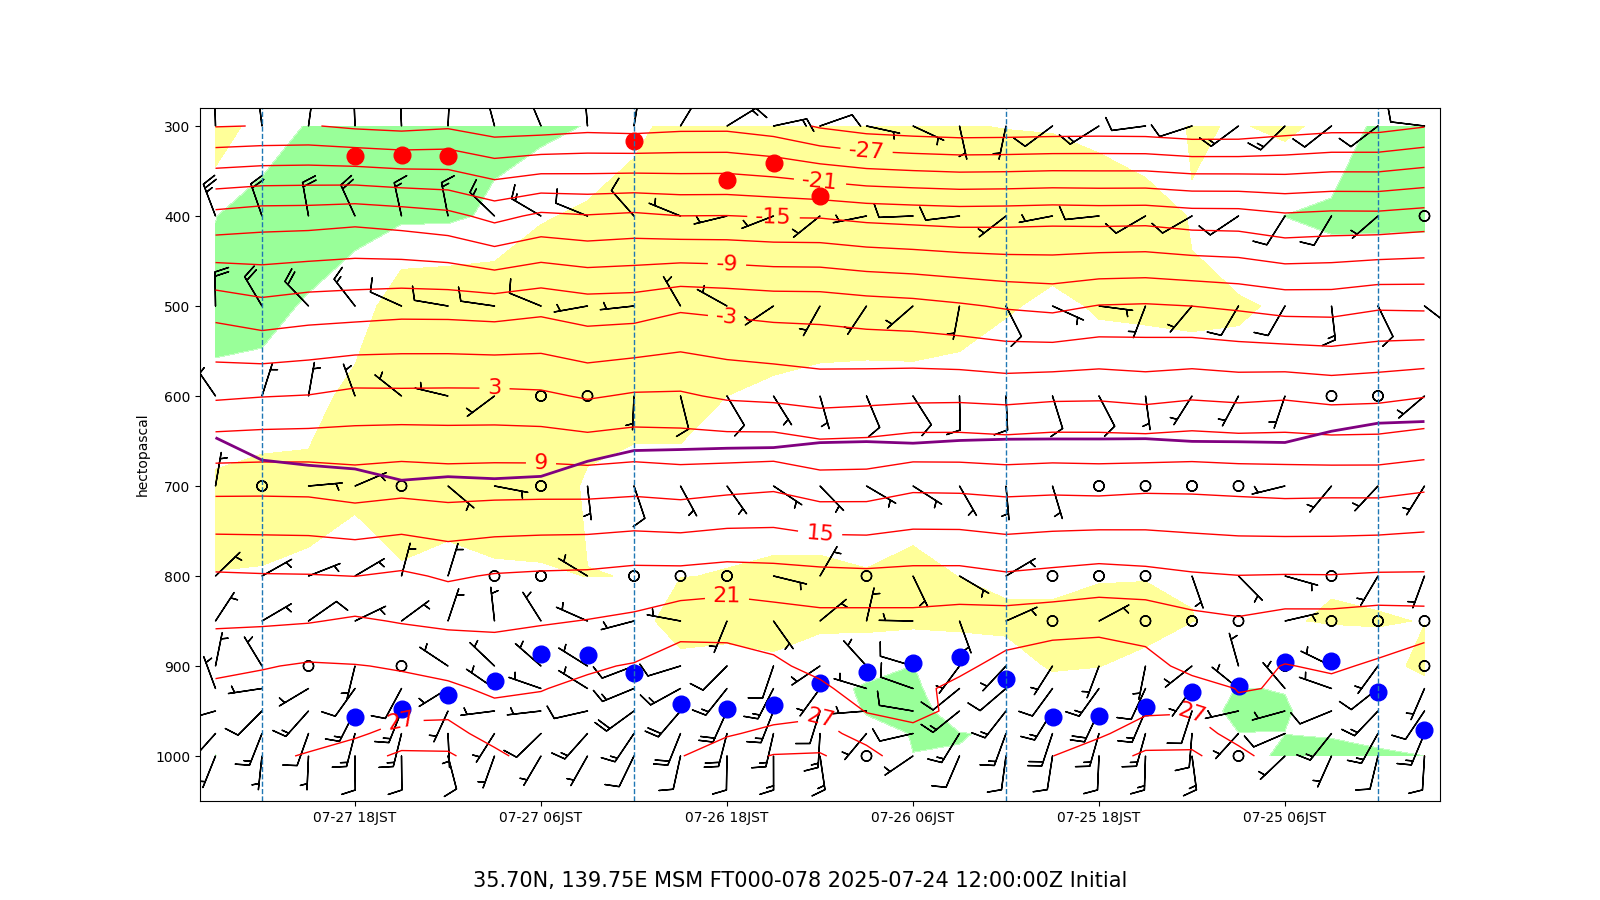 300
400
500
600
700
800
900
1000
hectopascal
-27
-21
-15
-9
-3
3
9
15
21
27
27
27
07-27 18JST
07-27 06JST
07-26 18JST
07-26 06JST
07-25 18JST
07-25 06JST
35.70N, 139.75E MSM FT000-078 2025-07-24 12:00:00Z Initial